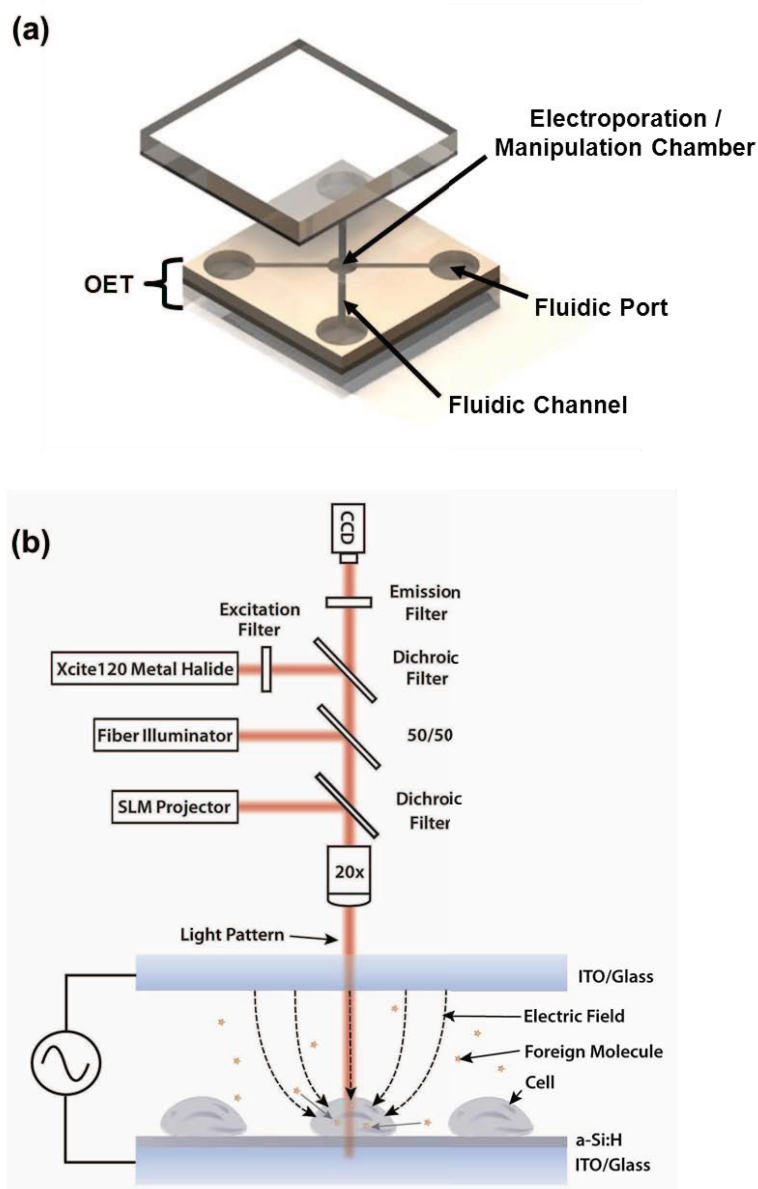 (a)
Electroporation /
Manipulation Chamber
OET
Fluidic Port
Fluidic Channel
(b)
CCD
Emission
Filter
Excitation
Filter
Xcite120 Metal Halide
Dichroic
Filter
Fiber Illuminator
50/50
SLM Projector
Dichroic
Filter
20x
Light Pattern
ITO/Glass
Electric Field
Foreign Molecule
Cell
a-Si:H
ITO/Glass